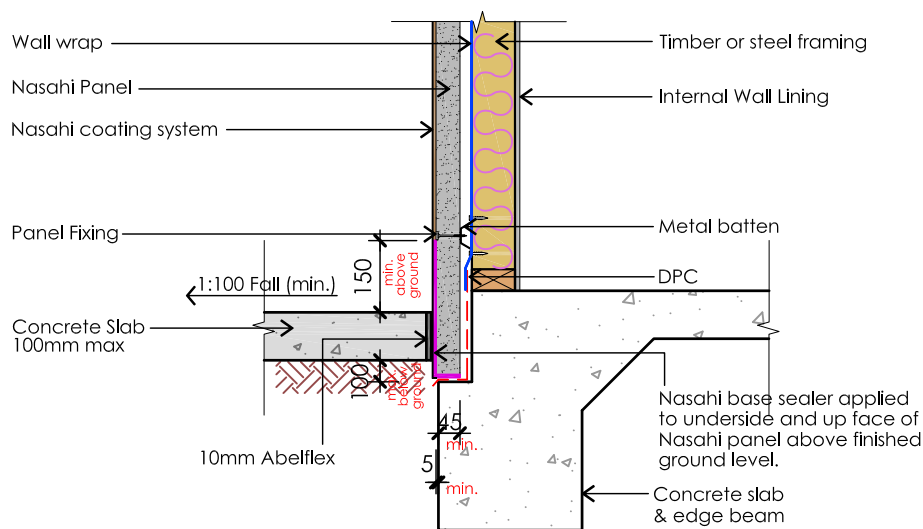 Wall wrap
Nasahi Panel
Nasahi coating system
Panel Fixing
1:100 Fall (min.)
Concrete Slab
100mm max
10mm Abelflex
150
min.
above
ground
100
min.
below
ground
45
min.
5
min.
Timber or steel framing
Internal Wall Lining
Metal batten
DPC
Nasahi base sealer applied
to underside and up face of
Nasahi panel above finished
ground level.
Concrete slab
& edge beam